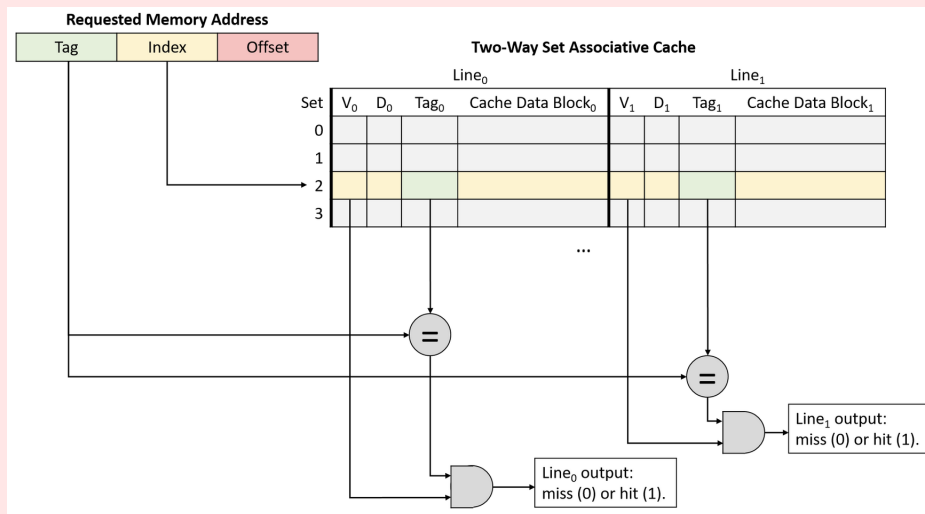 Requested Memory Address
Tag Index Offset
Two-Way Set Associative Cache
Line₀ Line₁
Set V₀ D₀ Tag₀ Cache Data Block₀ V₁ D₁ Tag₁ Cache Data Block₁
0
1
2
3
...
=
=
Line₁ output:
miss (0) or hit (1).
Line₀ output:
miss (0) or hit (1).